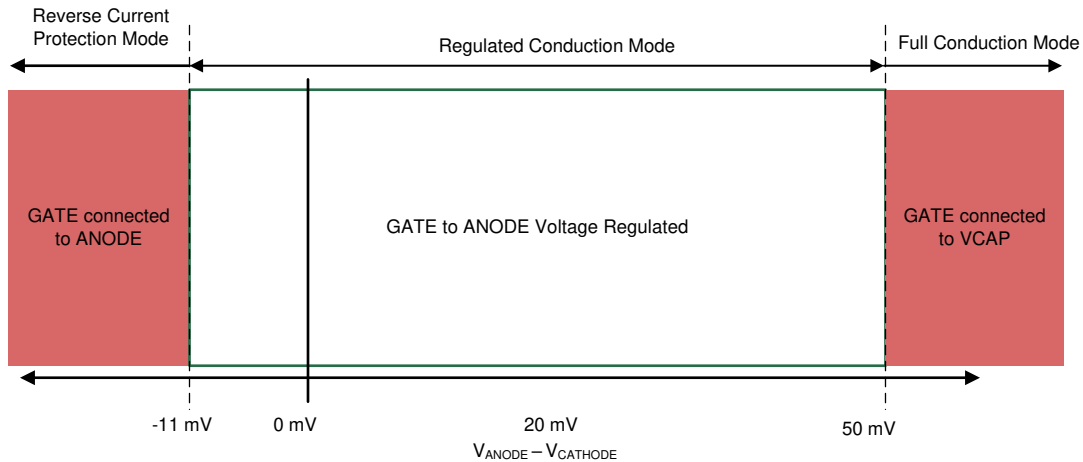 Reverse Current
Protection Mode
Regulated Conduction Mode
Full Conduction Mode
GATE connected
to ANODE
GATE to ANODE Voltage Regulated
GATE connected
to VCAP
-11 mV
0 mV
20 mV
50 mV
VANODE – VCATHODE